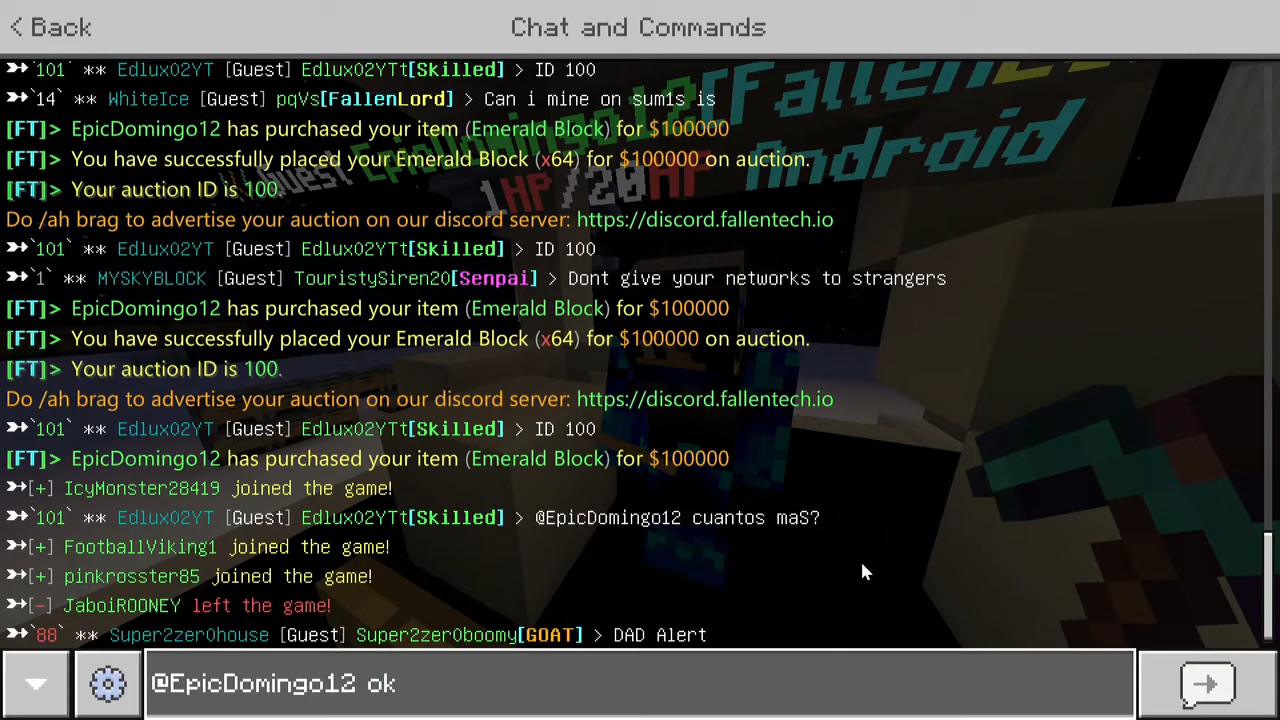 < Back
Chat and Commands
`101` ** Edlux02YT [Guest] Edlux02YTt[Skilled] > ID 100
`14` ** WhiteIce [Guest] pqVs[FallenLord] > Can i mine on sum1s is
[FT]> EpicDomingo12 has purchased your item (Emerald Block) for $100000
[FT]> You have successfully placed your Emerald Block (x64) for $100000 on auction.
[FT]> Your auction ID is 100.
Do /ah brag to advertise your auction on our discord server: https://discord.fallentech.io
`101` ** Edlux02YT [Guest] Edlux02YTt[Skilled] > ID 100
`1` ** MYSKYBLOCK [Guest] TouristySiren20[Senpai] > Dont give your networks to strangers
[FT]> EpicDomingo12 has purchased your item (Emerald Block) for $100000
[FT]> You have successfully placed your Emerald Block (x64) for $100000 on auction.
[FT]> Your auction ID is 100.
Do /ah brag to advertise your auction on our discord server: https://discord.fallentech.io
`101` ** Edlux02YT [Guest] Edlux02YTt[Skilled] > ID 100
[FT]> EpicDomingo12 has purchased your item (Emerald Block) for $100000
[+] IcyMonster28419 joined the game!
`101` ** Edlux02YT [Guest] Edlux02YTt[Skilled] > @EpicDomingo12 cuantos maS?
[+] FootballViking1 joined the game!
[+] pinkrosster85 joined the game!
[-] JaboiROONEY left the game!
`88` ** Super2zer0house [Guest] Super2zer0boomy[GOAT] > DAD Alert
@EpicDomingo12 ok
Guest EpicDomingo12[Fallen
1HP/20HP Android